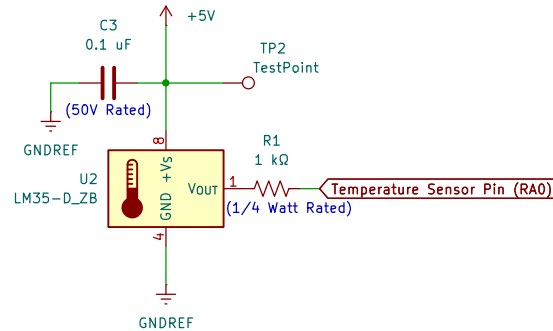 +5V
C3
0.1 uF
TP2
TestPoint
(50V Rated)
GNDREF
8
U2
LM35-D_ZB
+Vs
GND
VOUT
1
R1
1 kΩ
(1/4 Watt Rated)
Temperature Sensor Pin (RA0)
4
GNDREF